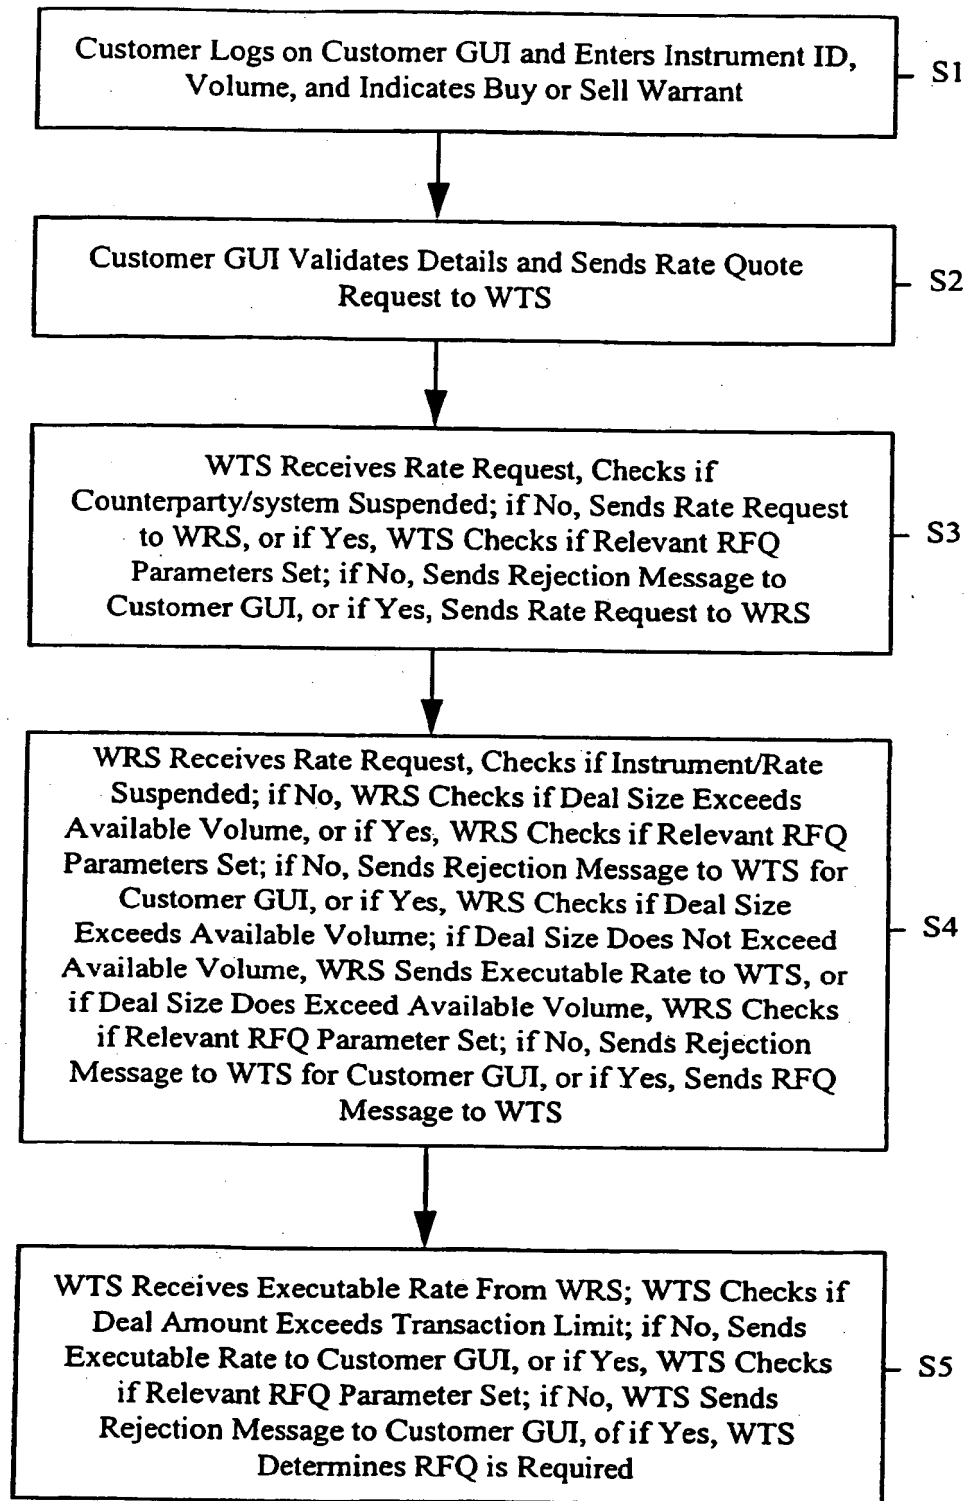 Customer Logs on Customer GUI and Enters Instrument ID,
Volume, and Indicates Buy or Sell Warrant
S1
Customer GUI Validates Details and Sends Rate Quote
Request to WTS
S2
WTS Receives Rate Request, Checks if
Counterparty/system Suspended; if No, Sends Rate Request
to WRS, or if Yes, WTS Checks if Relevant RFQ
Parameters Set; if No, Sends Rejection Message to
Customer GUI, or if Yes, Sends Rate Request to WRS
S3
WRS Receives Rate Request, Checks if Instrument/Rate
Suspended; if No, WRS Checks if Deal Size Exceeds
Available Volume, or if Yes, WRS Checks if Relevant RFQ
Parameters Set; if No, Sends Rejection Message to WTS for
Customer GUI, or if Yes, WRS Checks if Deal Size
Exceeds Available Volume; if Deal Size Does Not Exceed
Available Volume, WRS Sends Executable Rate to WTS, or
if Deal Size Does Exceed Available Volume, WRS Checks
if Relevant RFQ Parameter Set; if No, Sends Rejection
Message to WTS for Customer GUI, or if Yes, Sends RFQ
Message to WTS
S4
WTS Receives Executable Rate From WRS; WTS Checks if
Deal Amount Exceeds Transaction Limit; if No, Sends
Executable Rate to Customer GUI, or if Yes, WTS Checks
if Relevant RFQ Parameter Set; if No, WTS Sends
Rejection Message to Customer GUI, of if Yes, WTS
Determines RFQ is Required
S5